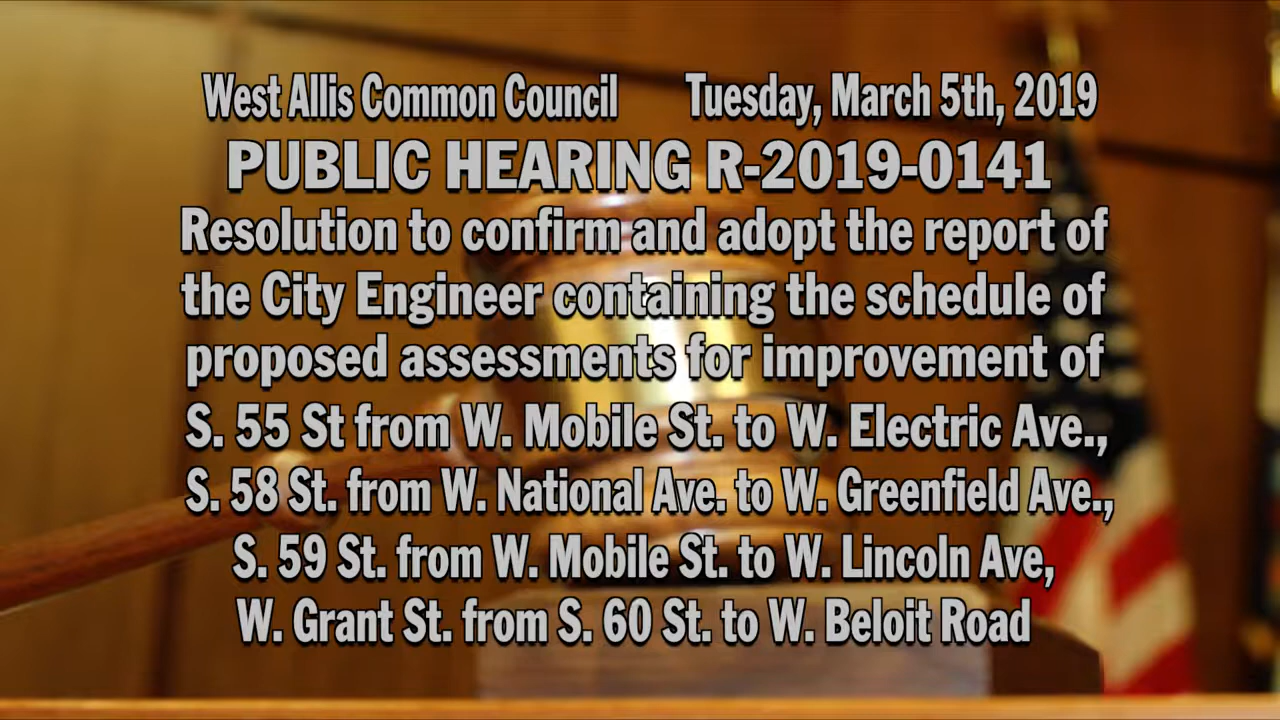 West Allis Common Council Tuesday, March 5th, 2019
PUBLIC HEARING R-2019-0141
Resolution to confirm and adopt the report of
the City Engineer containing the schedule of
proposed assessments for improvement of
S. 55 St from W. Mobile St. to W. Electric Ave.,
S. 58 St. from W. National Ave. to W. Greenfield Ave.,
S. 59 St. from W. Mobile St. to W. Lincoln Ave,
W. Grant St. from S. 60 St. to W. Beloit Road